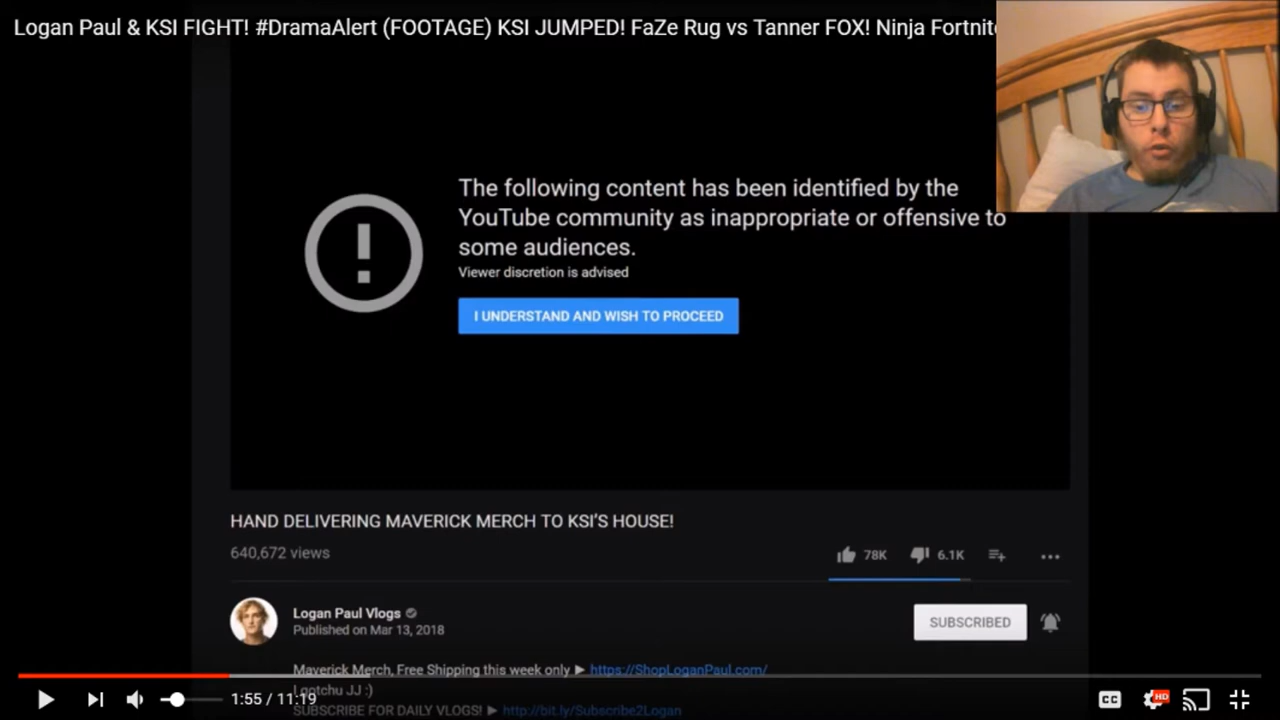 Logan Paul & KSI FIGHT! #DramaAlert (FOOTAGE) KSI JUMPED! FaZe Rug vs Tanner FOX! Ninja Fortnite
The following content has been identified by the
YouTube community as inappropriate or offensive to
some audiences.
Viewer discretion is advised
I UNDERSTAND AND WISH TO PROCEED
HAND DELIVERING MAVERICK MERCH TO KSI'S HOUSE!
640,672 views
78K
6.1K
Logan Paul Vlogs
Published on Mar 13, 2018
SUBSCRIBED
Maverick Merch, Free Shipping this week only ► https://ShopLoganPaul.com/
I gotchu JJ :)
SUBSCRIBE FOR DAILY VLOGS! ► http://bit.ly/Subscribe2Logan
1:55 / 11:19
CC
HD